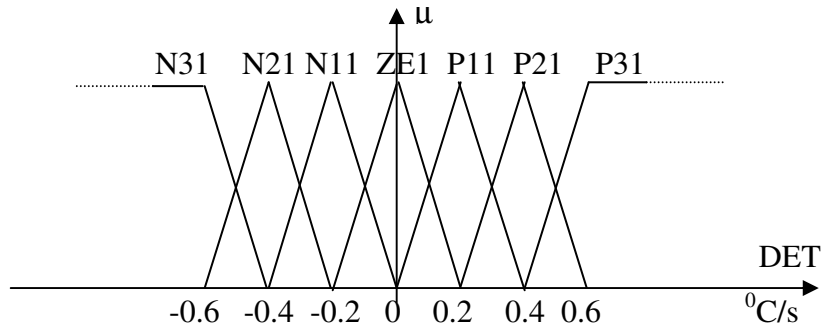 μ
N31 N21 N11 ZE1 P11 P21 P31
DET
-0.6 -0.4 -0.2 0 0.2 0.4 0.6 ⁰C/s